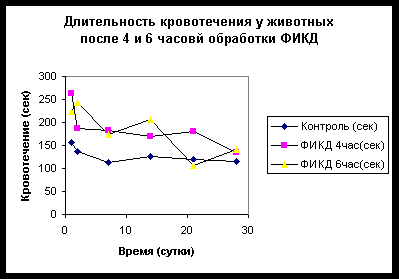 Длительность кровотечения у животных
после 4 и 6 часовй обработки ФИКД
300
250
200
150
100
50
0
0 10 20 30
Кровотечение (сек)
Время (сутки)
Контроль (сек)
ФИКД 4час(сек)
ФИКД 6час(сек)